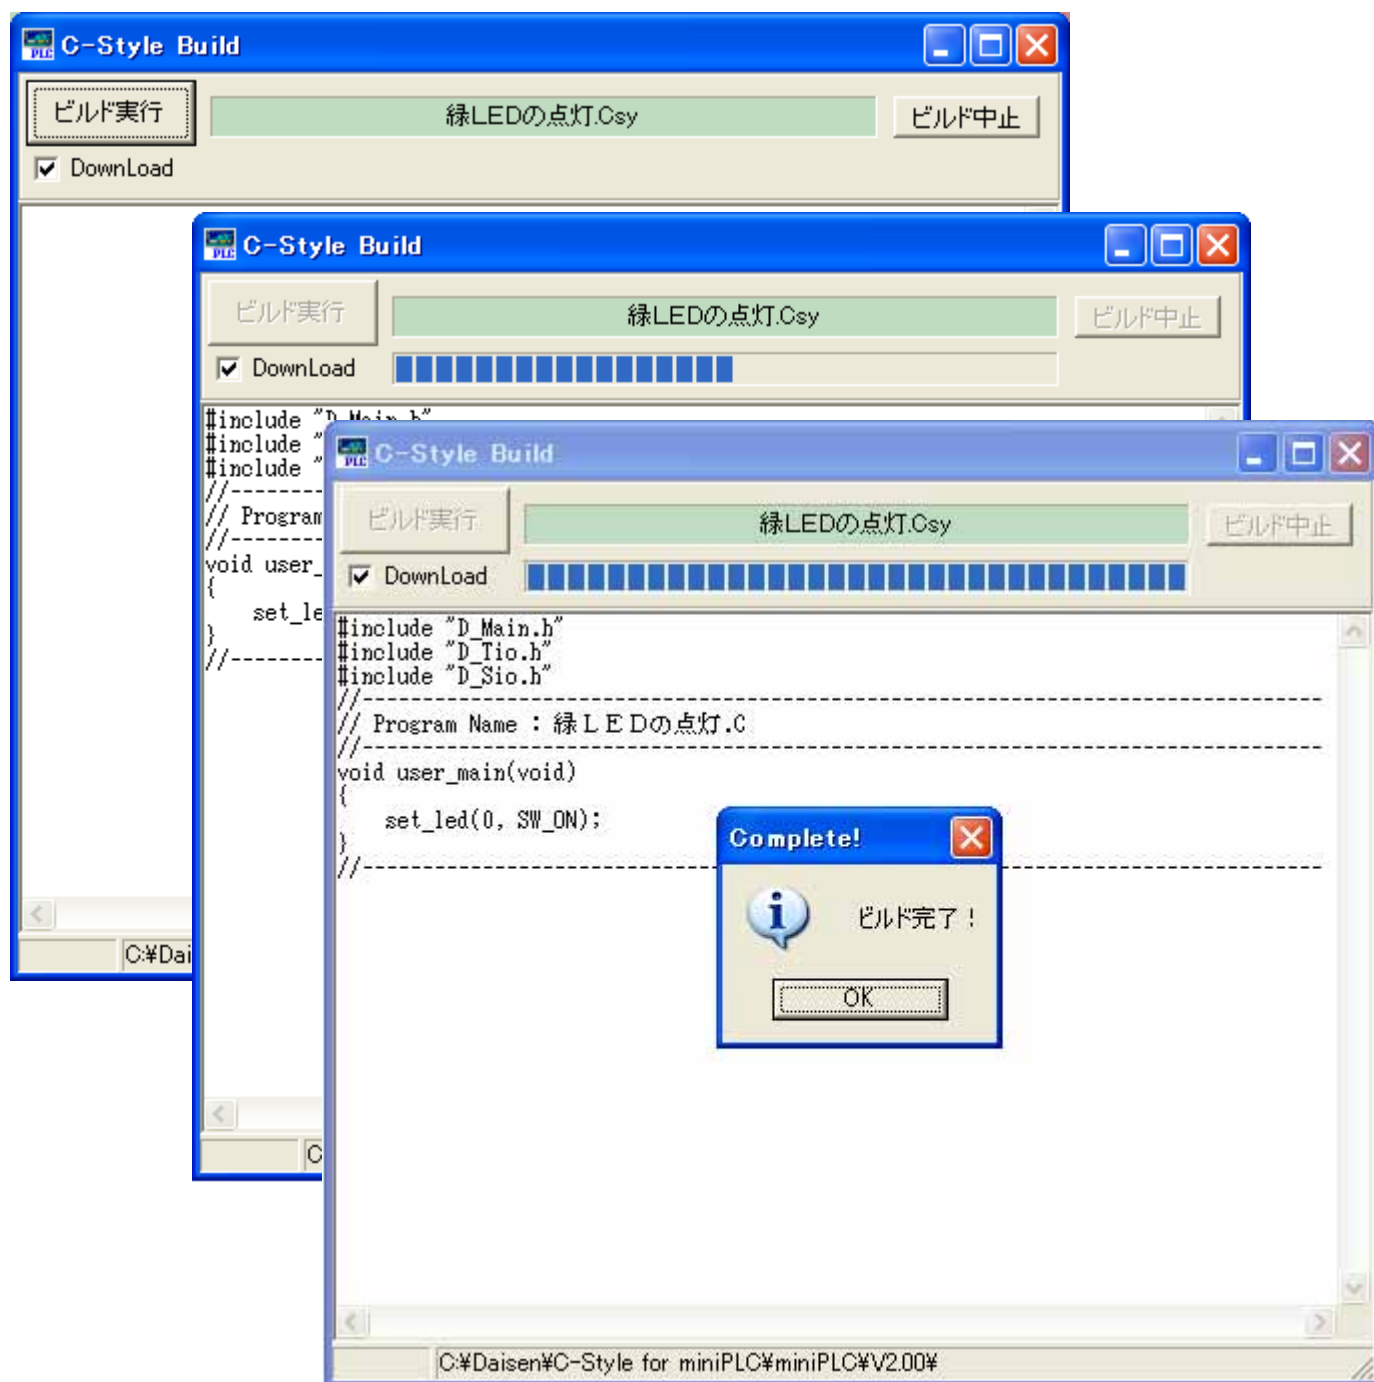 C-Style Build
ビルド実行
緑LEDの点灯.Csy
ビルド中止
DownLoad
C:¥Dai
C-Style Build
ビルド実行
緑LEDの点灯.Csy
ビルド中止
DownLoad
#include "D_Main.h"
#include "
#include "
//--------
// Program
//--------
void user_
{
set_le
}
//--------
C
C-Style Build
ビルド実行
緑LEDの点灯.Csy
ビルド中止
DownLoad
#include "D_Main.h"
#include "D_Tio.h"
#include "D_Sio.h"
//--------------------------------------------------------------------------------
// Program Name : 緑ＬＥＤの点灯.C
//--------------------------------------------------------------------------------
void user_main(void)
{
set_led(0, SW_ON);
}
//--------------------------------------------------------------------------------
Complete!
ビルド完了！
OK
C:¥Daisen¥C-Style for miniPLC¥miniPLC¥V2.00¥